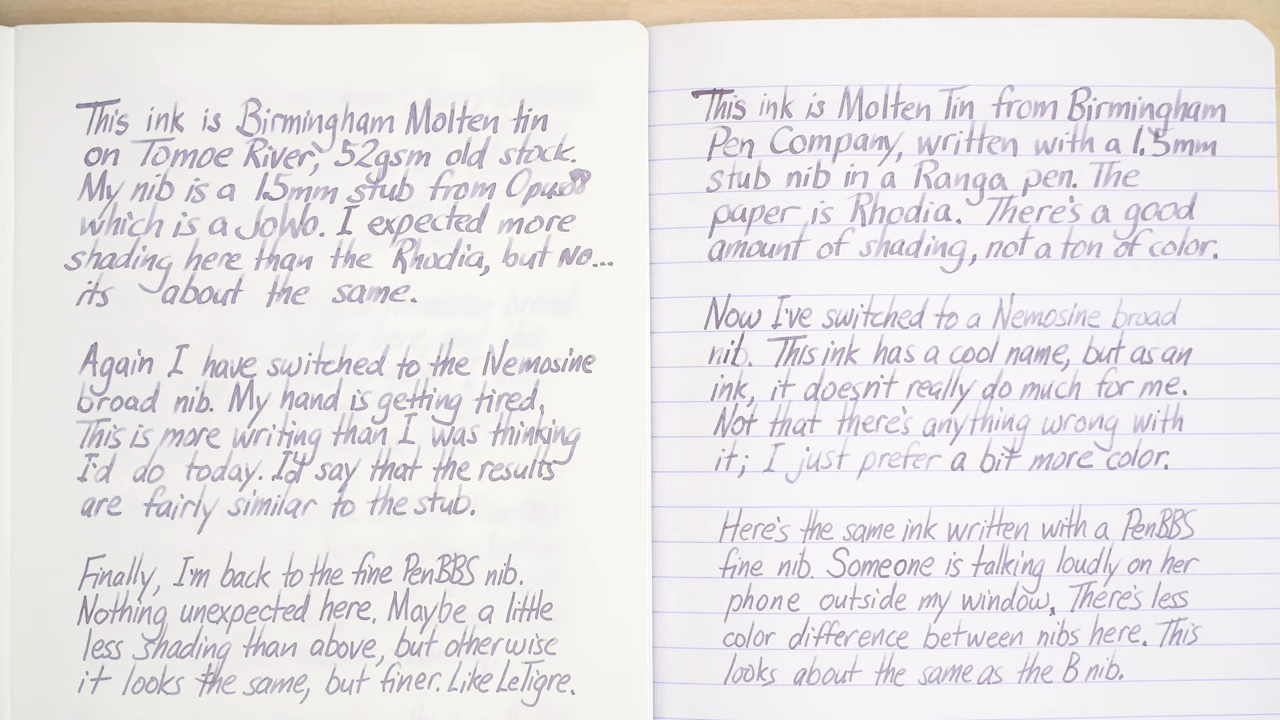 This ink is Birmingham Molten tin
on Tomoe River, 52gsm old stock.
My nib is a 1.5mm stub from Opus
which is a JoWo. I expected more
shading here than the Rhodia, but no...
its about the same.
Again I have switched to the Nemosine
broad nib. My hand is getting tired,
This is more writing than I was thinking
I'd do today. I'd say that the results
are fairly similar to the stub.
Finally, I'm back to the fine PenBBS nib.
Nothing unexpected here. Maybe a little
less shading than above, but otherwise
it looks the same, but finer. Like LeTigre.
This ink is Molten Tin from Birmingham
Pen Company, written with a 1.5mm
stub nib in a Ranga pen. The
paper is Rhodia. There's a good
amount of shading, not a ton of color.
Now I've switched to a Nemosine broad
nib. This ink has a cool name, but as an
ink, it doesn't really do much for me.
Not that there's anything wrong with
it; I just prefer a bit more color.
Here's the same ink written with a PenBBS
fine nib. Someone is talking loudly on her
phone outside my window. There's less
color difference between nibs here. This
looks about the same as the B nib.